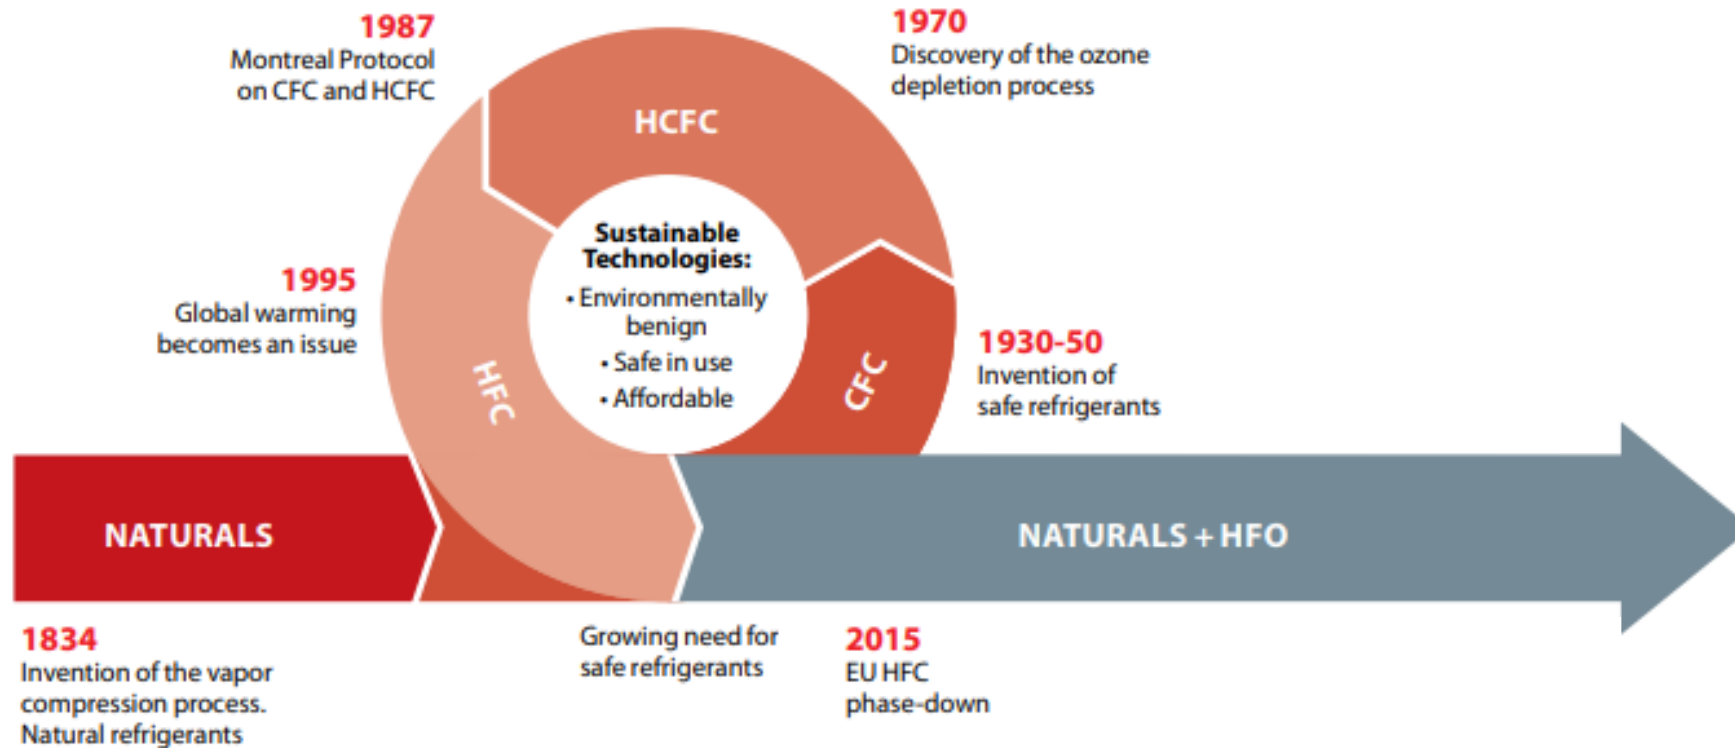 1987
Montreal Protocol
on CFC and HCFC
1970
Discovery of the ozone
depletion process
HCFC
Sustainable
Technologies:
• Environmentally
benign
• Safe in use
• Affordable
1995
Global warming
becomes an issue
HFC
CFC
1930-50
Invention of
safe refrigerants
NATURALS
NATURALS + HFO
1834
Invention of the vapor
compression process.
Natural refrigerants
Growing need for
safe refrigerants
2015
EU HFC
phase-down